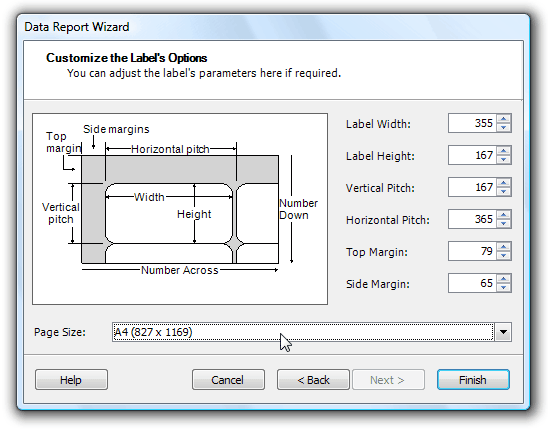 Data Report Wizard
Customize the Label's Options
You can adjust the label's parameters here if required.
Side margins
Top
margin
Horizontal pitch
Width
Vertical
pitch
Height
Number
Down
Number Across
Label Width: 355
Label Height: 167
Vertical Pitch: 167
Horizontal Pitch: 365
Top Margin: 79
Side Margin: 65
Page Size: A4 (827 x 1169)
Help Cancel < Back Next > Finish